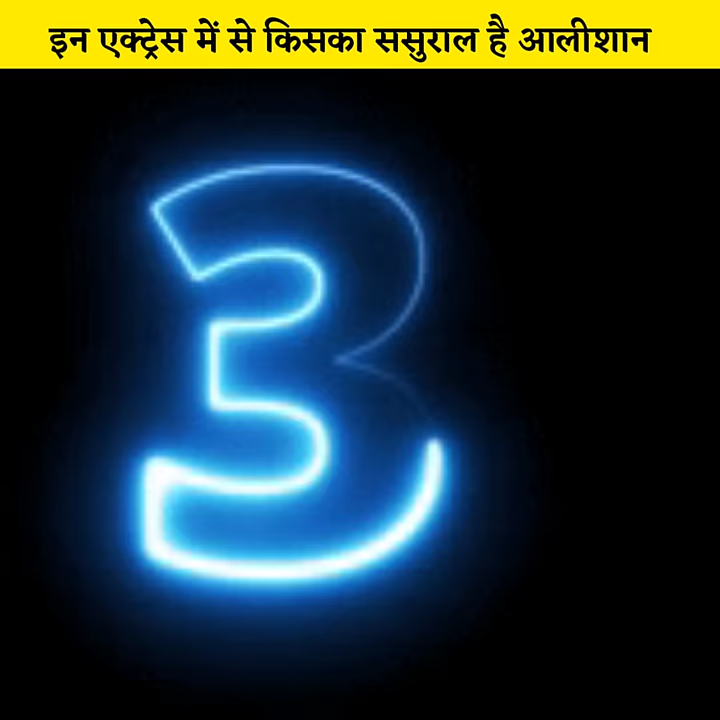 इन एक्ट्रेस में से किसका ससुराल है आलीशान
3